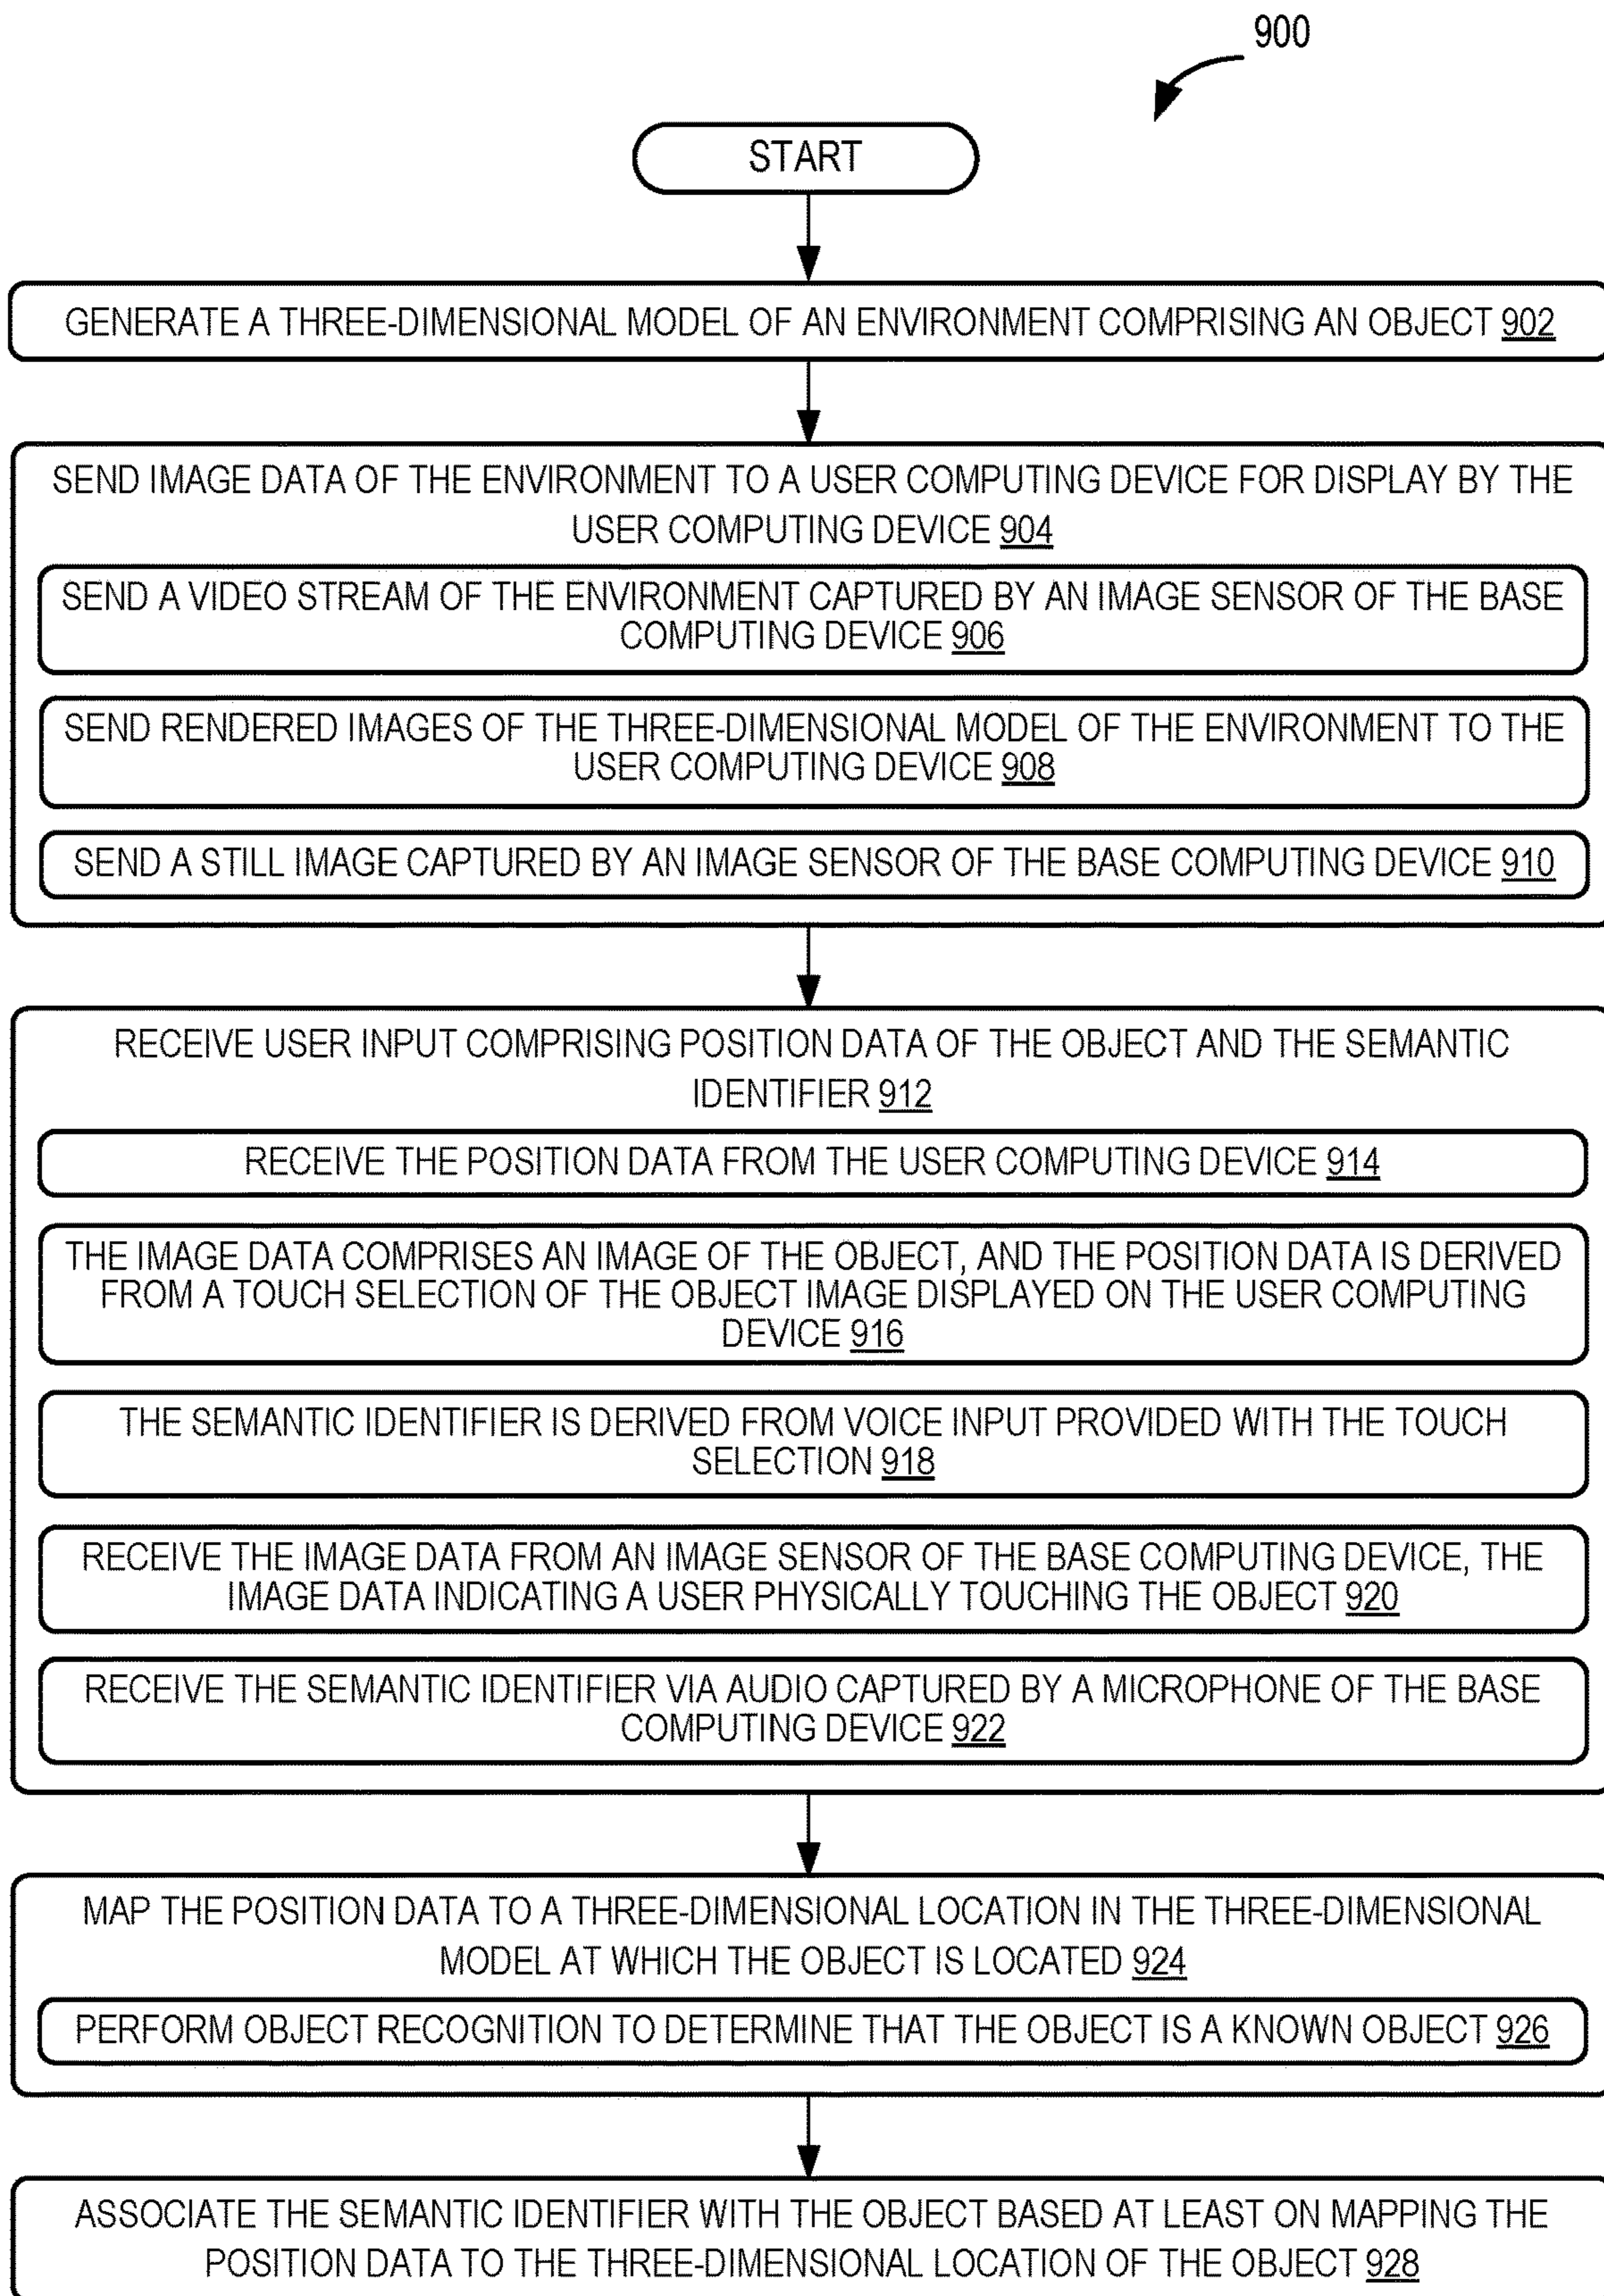 900
START
GENERATE A THREE-DIMENSIONAL MODEL OF AN ENVIRONMENT COMPRISING AN OBJECT 902
SEND IMAGE DATA OF THE ENVIRONMENT TO A USER COMPUTING DEVICE FOR DISPLAY BY THE
USER COMPUTING DEVICE 904
SEND A VIDEO STREAM OF THE ENVIRONMENT CAPTURED BY AN IMAGE SENSOR OF THE BASE
COMPUTING DEVICE 906
SEND RENDERED IMAGES OF THE THREE-DIMENSIONAL MODEL OF THE ENVIRONMENT TO THE
USER COMPUTING DEVICE 908
SEND A STILL IMAGE CAPTURED BY AN IMAGE SENSOR OF THE BASE COMPUTING DEVICE 910
RECEIVE USER INPUT COMPRISING POSITION DATA OF THE OBJECT AND THE SEMANTIC
IDENTIFIER 912
RECEIVE THE POSITION DATA FROM THE USER COMPUTING DEVICE 914
THE IMAGE DATA COMPRISES AN IMAGE OF THE OBJECT, AND THE POSITION DATA IS DERIVED
FROM A TOUCH SELECTION OF THE OBJECT IMAGE DISPLAYED ON THE USER COMPUTING
DEVICE 916
THE SEMANTIC IDENTIFIER IS DERIVED FROM VOICE INPUT PROVIDED WITH THE TOUCH
SELECTION 918
RECEIVE THE IMAGE DATA FROM AN IMAGE SENSOR OF THE BASE COMPUTING DEVICE, THE
IMAGE DATA INDICATING A USER PHYSICALLY TOUCHING THE OBJECT 920
RECEIVE THE SEMANTIC IDENTIFIER VIA AUDIO CAPTURED BY A MICROPHONE OF THE BASE
COMPUTING DEVICE 922
MAP THE POSITION DATA TO A THREE-DIMENSIONAL LOCATION IN THE THREE-DIMENSIONAL
MODEL AT WHICH THE OBJECT IS LOCATED 924
PERFORM OBJECT RECOGNITION TO DETERMINE THAT THE OBJECT IS A KNOWN OBJECT 926
ASSOCIATE THE SEMANTIC IDENTIFIER WITH THE OBJECT BASED AT LEAST ON MAPPING THE
POSITION DATA TO THE THREE-DIMENSIONAL LOCATION OF THE OBJECT 928